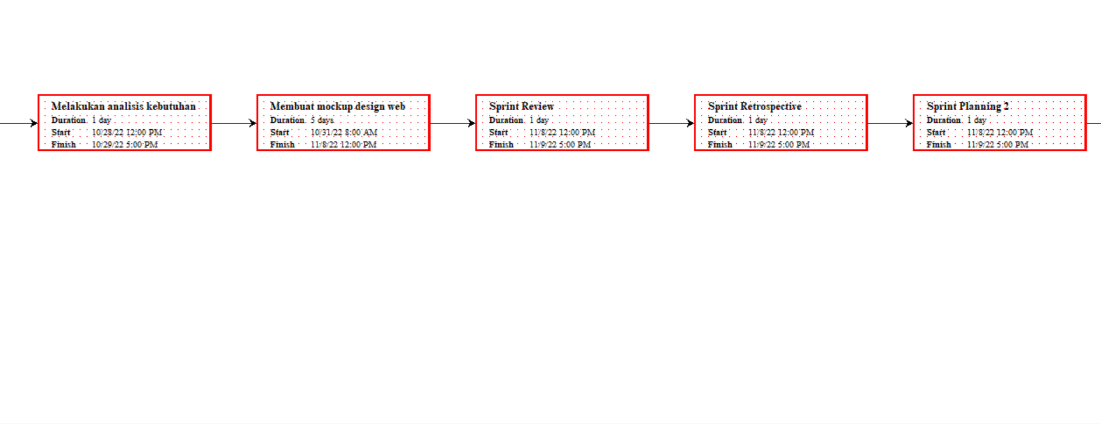 Melakukan analisis kebutuhan
Duration 1 day
Start 10/28/22 12:00 PM
Finish 10/29/22 5:00 PM
Membuat mockup design web
Duration 5 days
Start 10/31/22 8:00 AM
Finish 11/8/22 12:00 PM
Sprint Review
Duration 1 day
Start 11/8/22 12:00 PM
Finish 11/9/22 5:00 PM
Sprint Retrospective
Duration 1 day
Start 11/8/22 12:00 PM
Finish 11/9/22 5:00 PM
Sprint Planning 2
Duration 1 day
Start 11/8/22 12:00 PM
Finish 11/9/22 5:00 PM